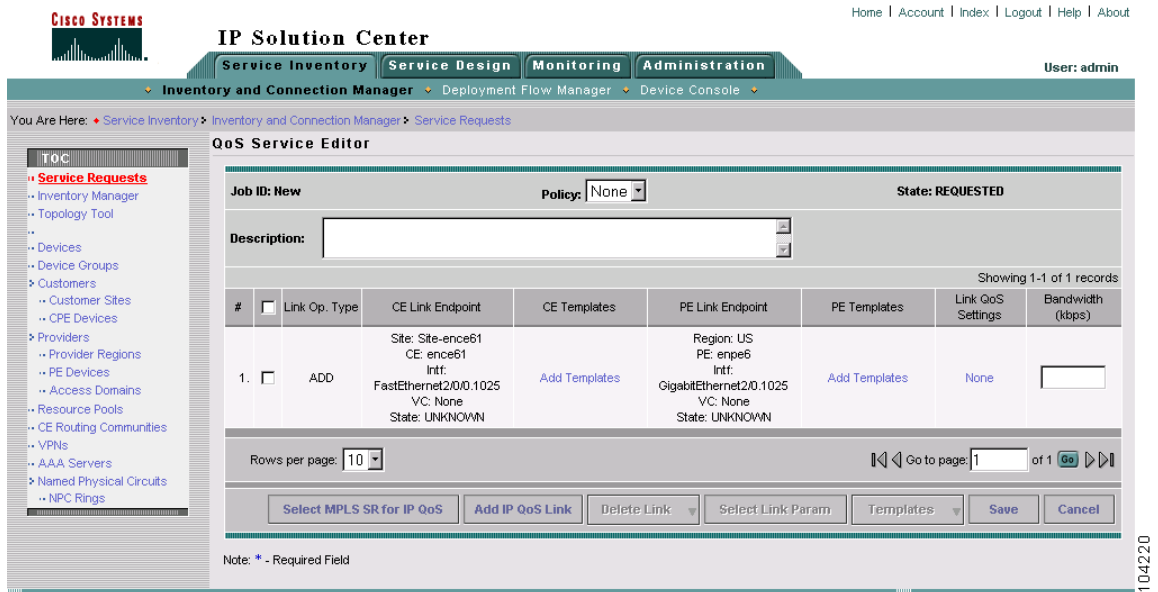 Home | Account | Index | Logout | Help | About
CISCO SYSTEMS
IP Solution Center
Service Inventory Service Design Monitoring Administration
User: admin
Inventory and Connection Manager Deployment Flow Manager Device Console
You Are Here: Service Inventory Inventory and Connection Manager Service Requests
QoS Service Editor
TOC
Service Requests
Inventory Manager
Topology Tool
Devices
Device Groups
Customers
Customer Sites
CPE Devices
Providers
Provider Regions
PE Devices
Access Domains
Resource Pools
CE Routing Communities
VPNs
AAA Servers
Named Physical Circuits
NPC Rings
Job ID: New
Policy: None
State: REQUESTED
Description:
Showing 1-1 of 1 records
# Link Op. Type CE Link Endpoint CE Templates PE Link Endpoint PE Templates Link QoS Settings Bandwidth (kbps)
1. ADD
Site: Site-ence61
CE: ence61
Intf:
FastEthernet2/0/0.1025
VC: None
State: UNKNOWN
Add Templates
Region: US
PE: enpe6
Intf:
GigabitEthernet2/0.1025
VC: None
State: UNKNOWN
Add Templates
None
Rows per page: 10
Go to page: 1 of 1 Go
Select MPLS SR for IP QoS Add IP QoS Link Delete Link Select Link Param Templates Save Cancel
Note: * - Required Field
104220